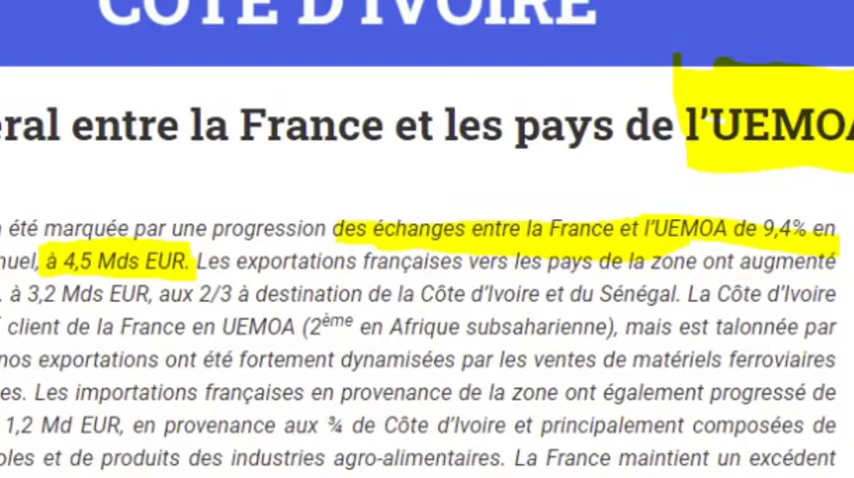 CÔTE D'IVOIRE
entre la France et les pays de l'UEMOA
été marquée par une progression des échanges entre la France et l'UEMOA de 9,4% en
à 4,5 Mds EUR. Les exportations françaises vers les pays de la zone ont augmenté
à 3,2 Mds EUR, aux 2/3 à destination de la Côte d'Ivoire et du Sénégal. La Côte d'Ivoire
client de la France en UEMOA (2ème en Afrique subsaharienne), mais est talonnée par
nos exportations ont été fortement dynamisées par les ventes de matériels ferroviaires
Les importations françaises en provenance de la zone ont également progressé de
1,2 Md EUR, en provenance aux ¾ de Côte d'Ivoire et principalement composées de
et de produits des industries agro-alimentaires. La France maintient un excédent